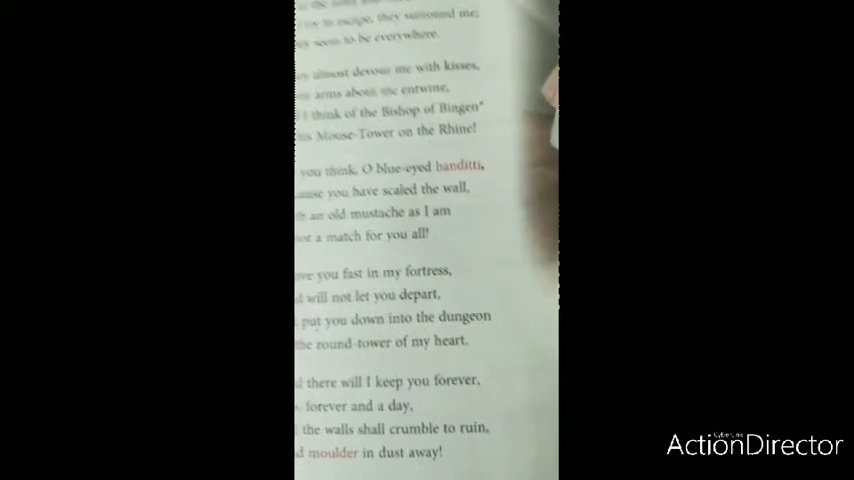 to escape, they surround me;
seem to be everywhere.
almost devour me with kisses,
arms about me entwine,
I think of the Bishop of Bingen*
Mouse-Tower on the Rhine!
you think, O blue-eyed banditti,
you have scaled the wall,
an old mustache as I am
a match for you all!
you fast in my fortress,
will not let you depart,
put you down into the dungeon
the round-tower of my heart.
there will I keep you forever,
forever and a day,
the walls shall crumble to ruin,
moulder in dust away!
CyberLink
ActionDirector